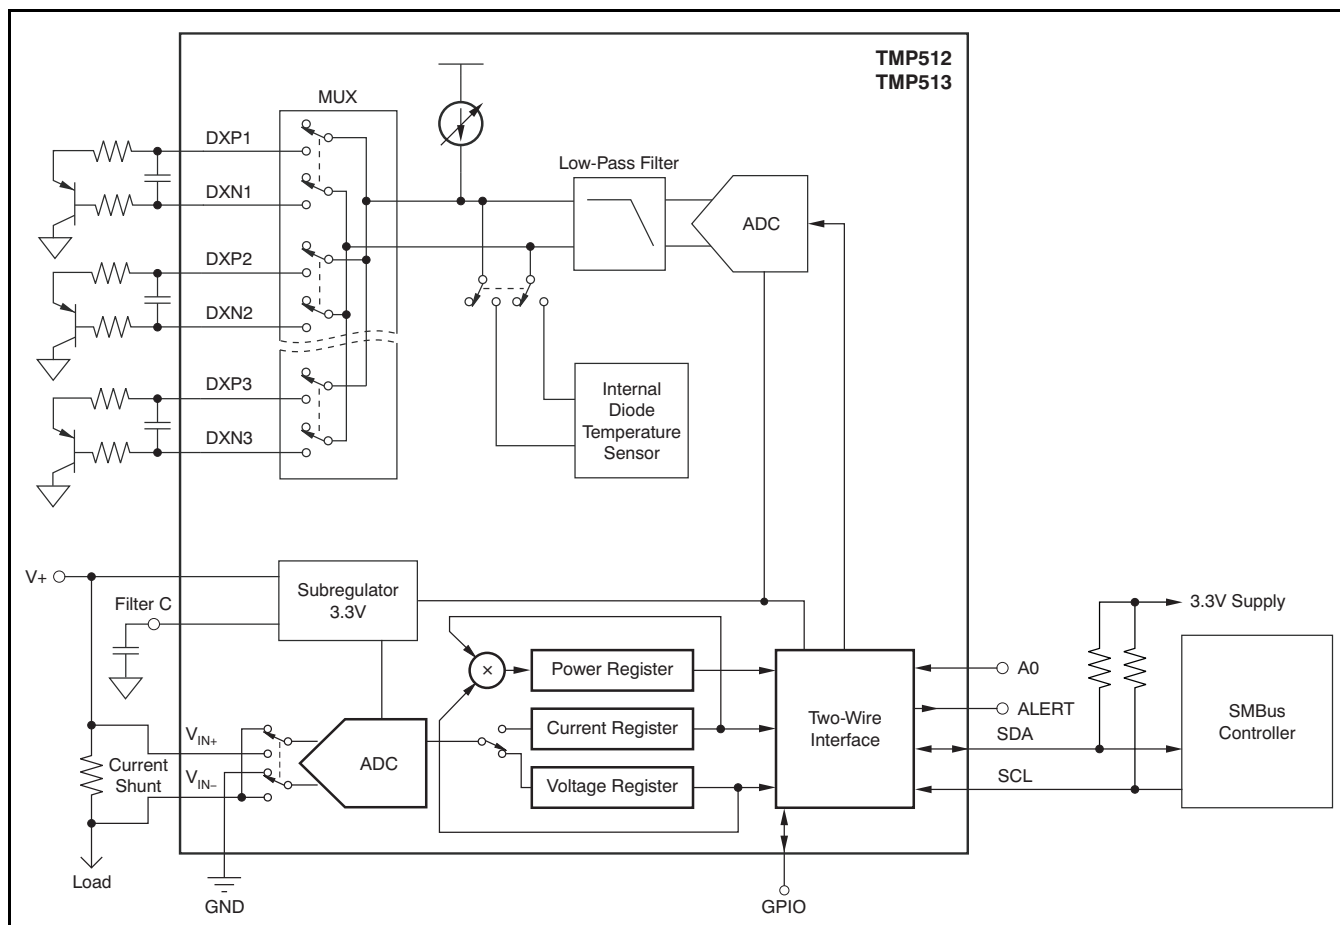 TMP512
TMP513
MUX
DXP1
DXN1
DXP2
DXN2
DXP3
DXN3
Low-Pass Filter
ADC
Internal
Diode
Temperature
Sensor
V+
Subregulator
3.3V
Filter C
3.3V Supply
×
Power Register
A0
ALERT
SMBus
Controller
Two-Wire
Interface
Current Register
SDA
VIN+
ADC
Current
Shunt
VIN–
Voltage Register
SCL
Load
GND
GPIO